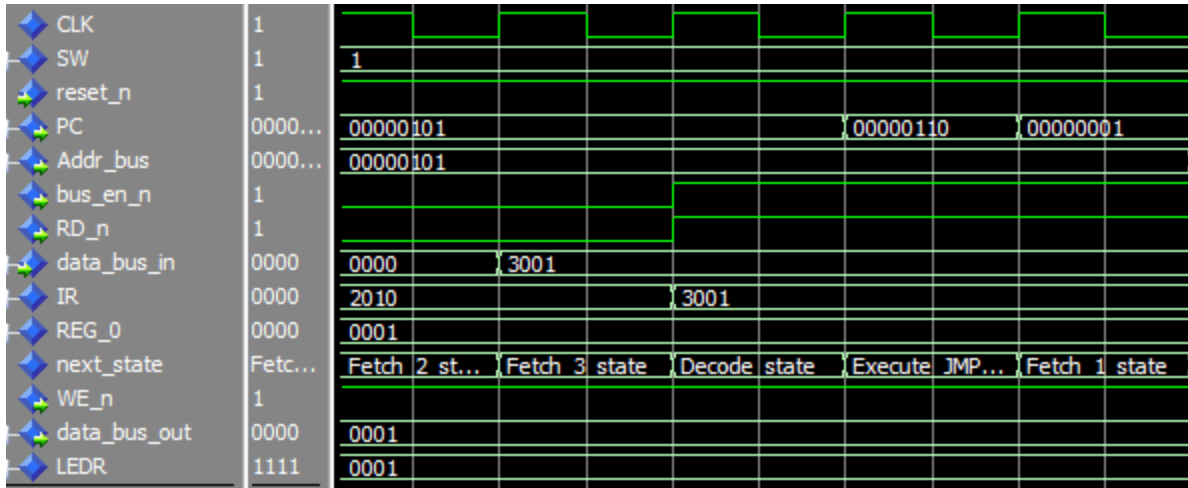 CLK 1
SW 1 1
reset_n 1
PC 0000... 00000101 00000110 00000001
Addr_bus 0000... 00000101
bus_en_n 1
RD_n 1
data_bus_in 0000 0000 3001
IR 0000 2010 3001
REG_0 0000 0001
next_state Fetc... Fetch 2 st... Fetch 3 state Decode state Execute JMP... Fetch 1 state
WE_n 1
data_bus_out 0000 0001
LEDR 1111 0001